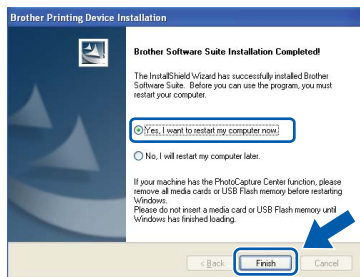 Brother Printing Device Installation
Brother Software Suite Installation Completed!
The InstallShield Wizard has successfully installed Brother
Software Suite. Before you can use the program, you must
restart your computer.
Yes, I want to restart my computer now.
No, I will restart my computer later.
If your machine has the PhotoCapture Center function, please
remove all media cards or USB Flash memory before restarting
Windows.
Please do not insert a media card or USB Flash memory until
Windows has finished loading.
< Back
Finish
Cancel